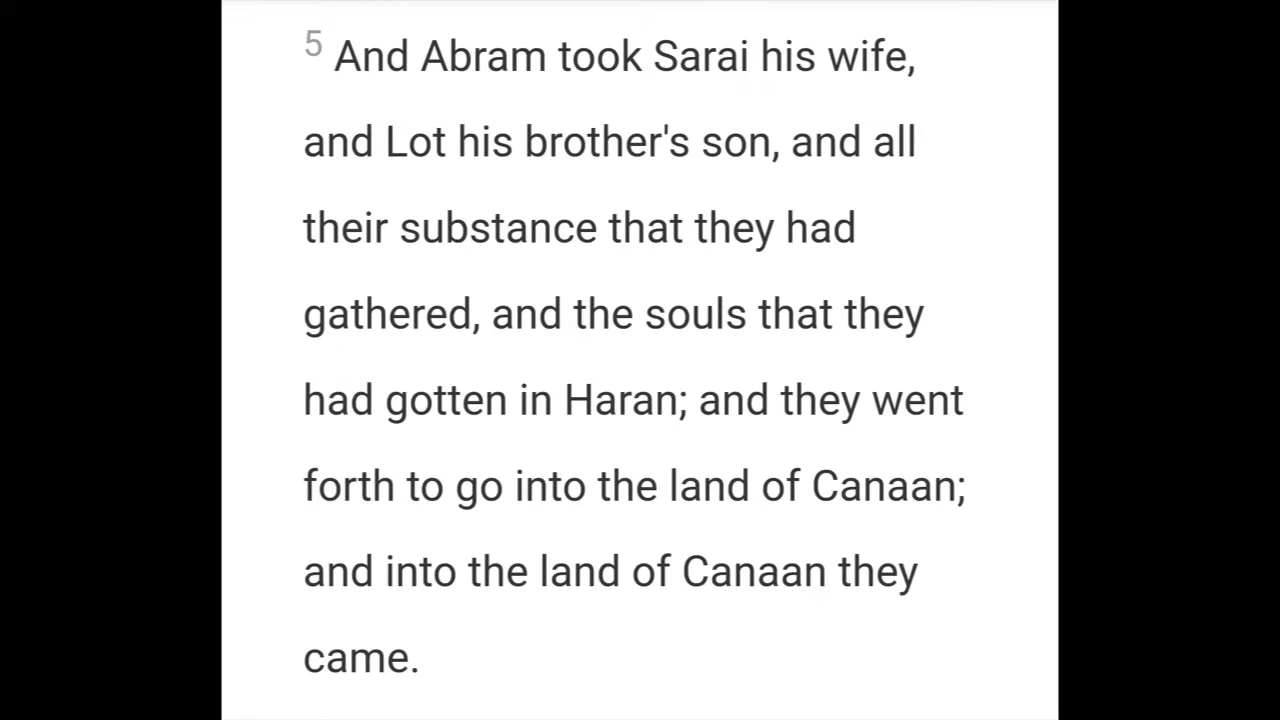 5 And Abram took Sarai his wife,
and Lot his brother's son, and all
their substance that they had
gathered, and the souls that they
had gotten in Haran; and they went
forth to go into the land of Canaan;
and into the land of Canaan they
came.